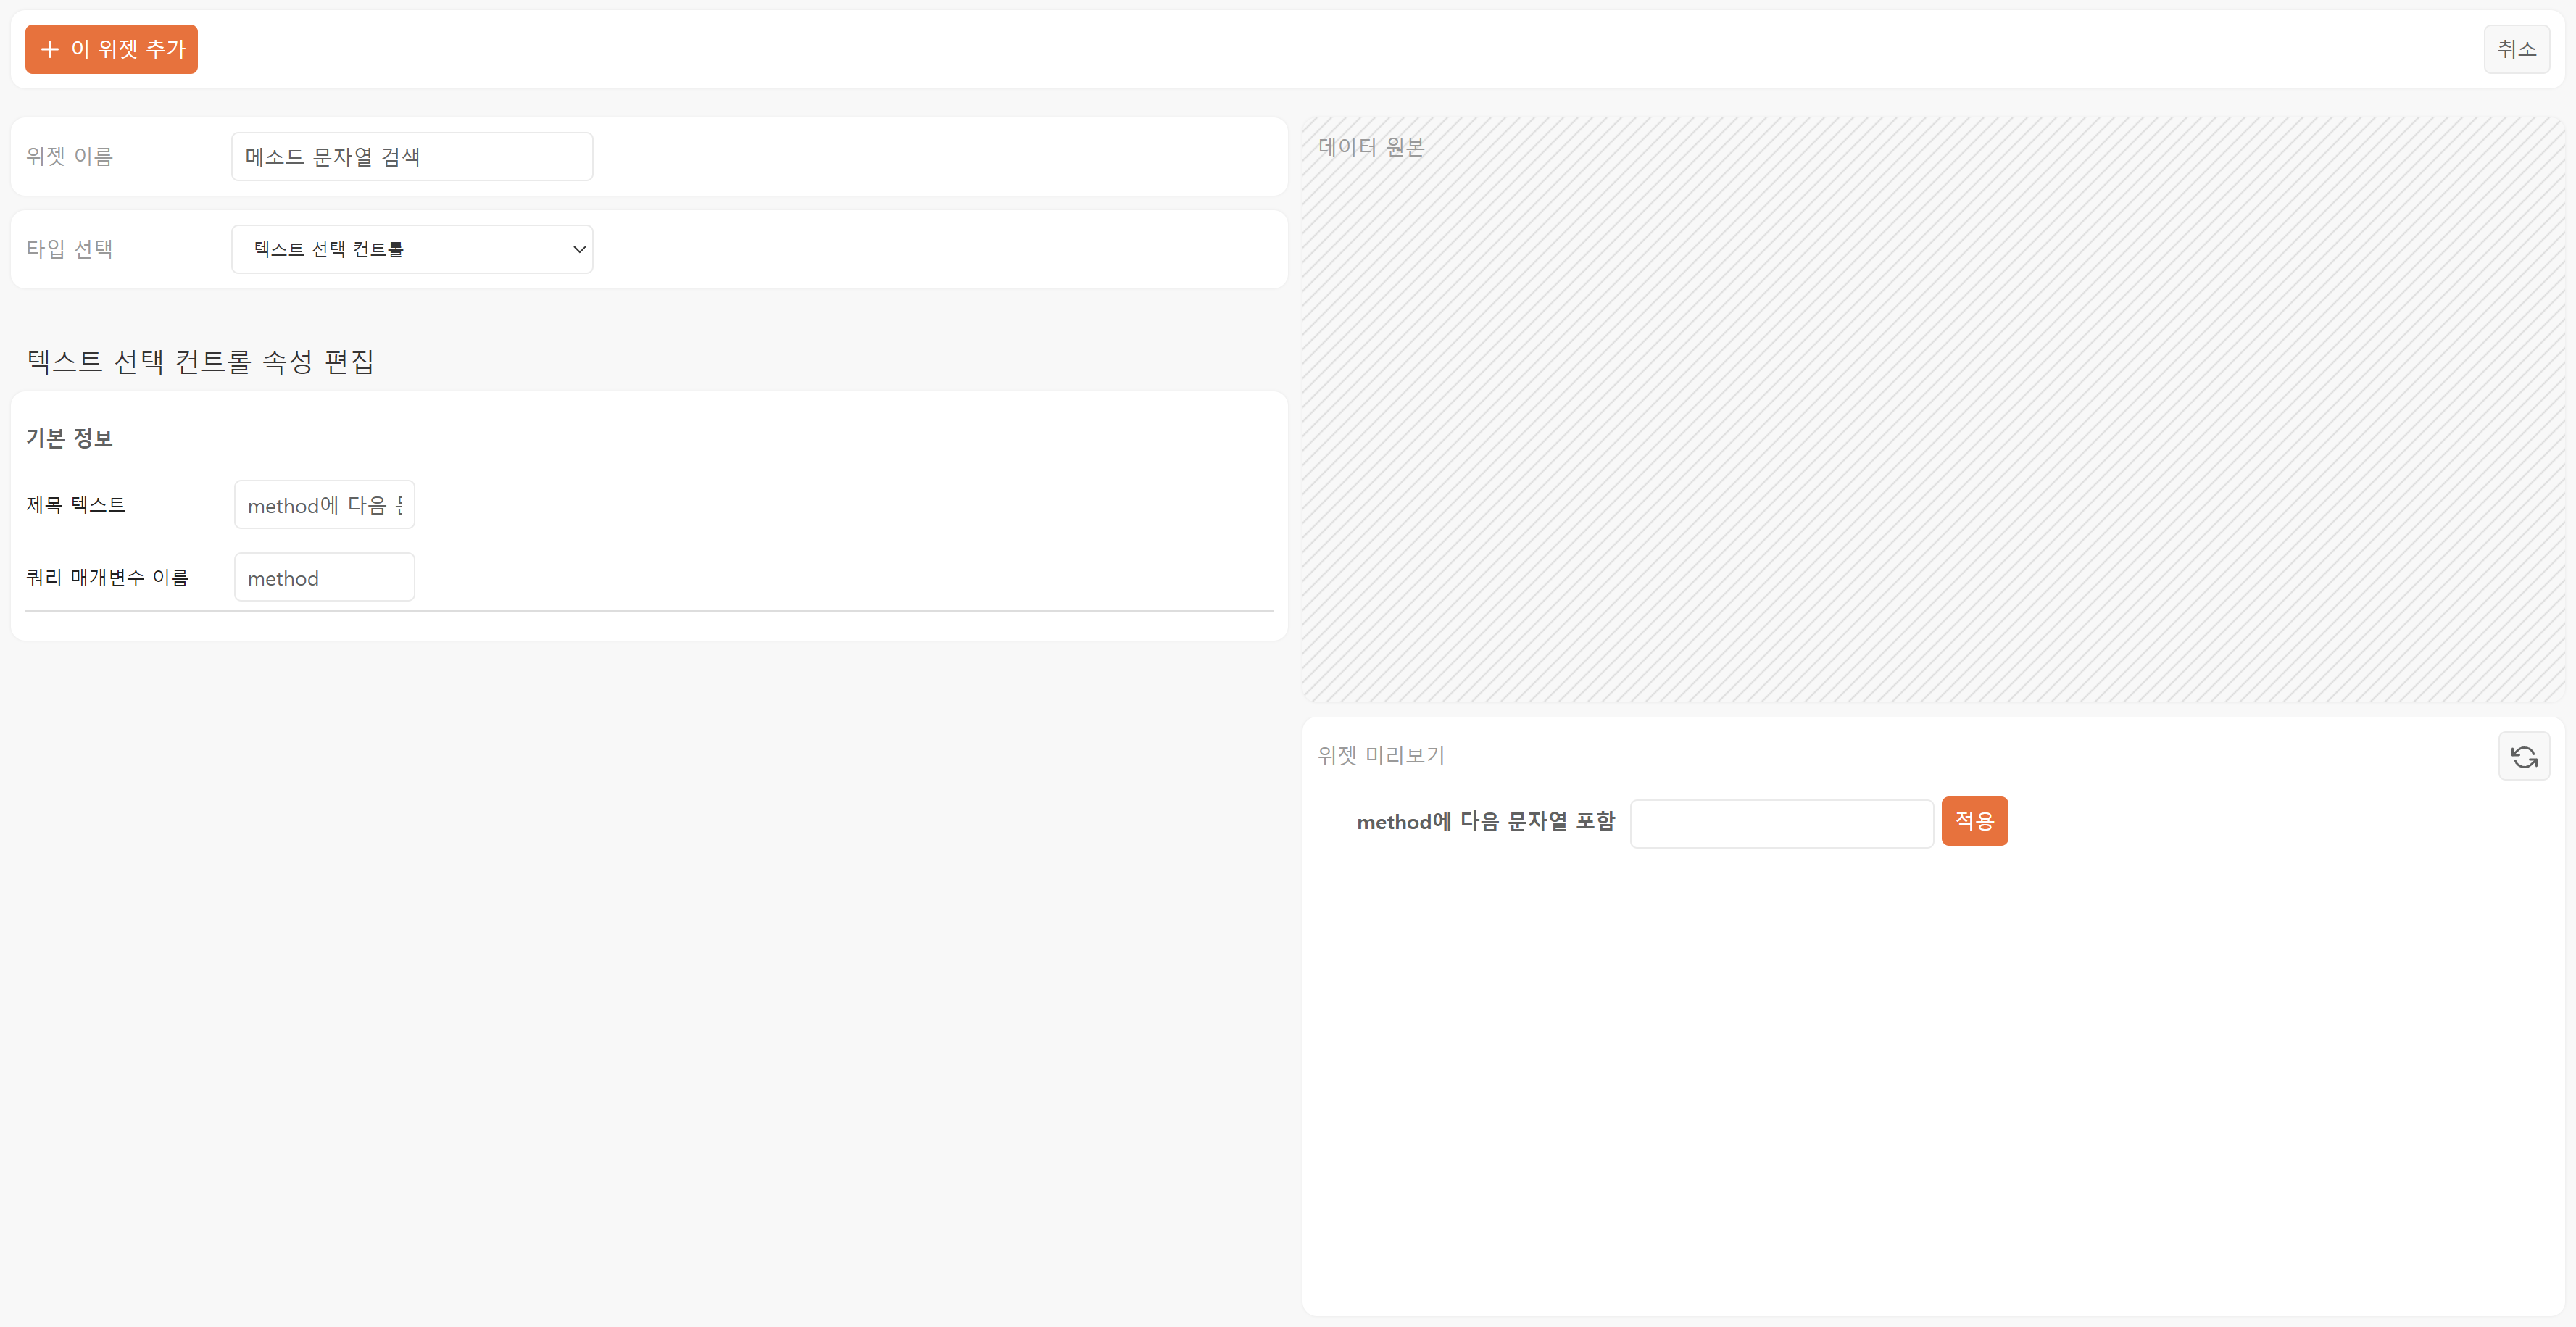 이 위젯 추가
취소
위젯 이름
메소드 문자열 검색
타입 선택
텍스트 선택 컨트롤
텍스트 선택 컨트롤 속성 편집
기본 정보
제목 텍스트
method에 다음
쿼리 매개변수 이름
method
데이터 원본
위젯 미리보기
method에 다음 문자열 포함
적용